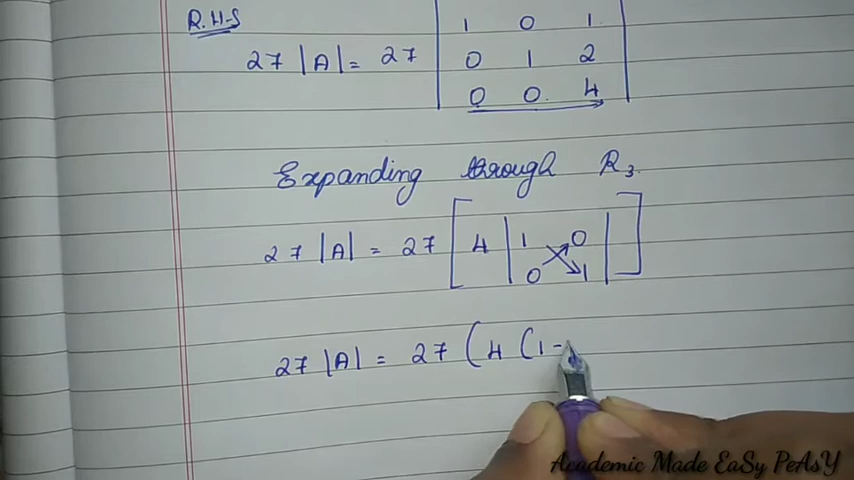 R.H.S
1 0 1
27 |A| = 27 0 1 2
0 0 4
Expanding through R3.
27 |A| = 27 [ 4 | 1 0 |
0 1 | ]
27 |A| = 27 ( 4 ( 1 -
Academic Made EaSy PeAsY